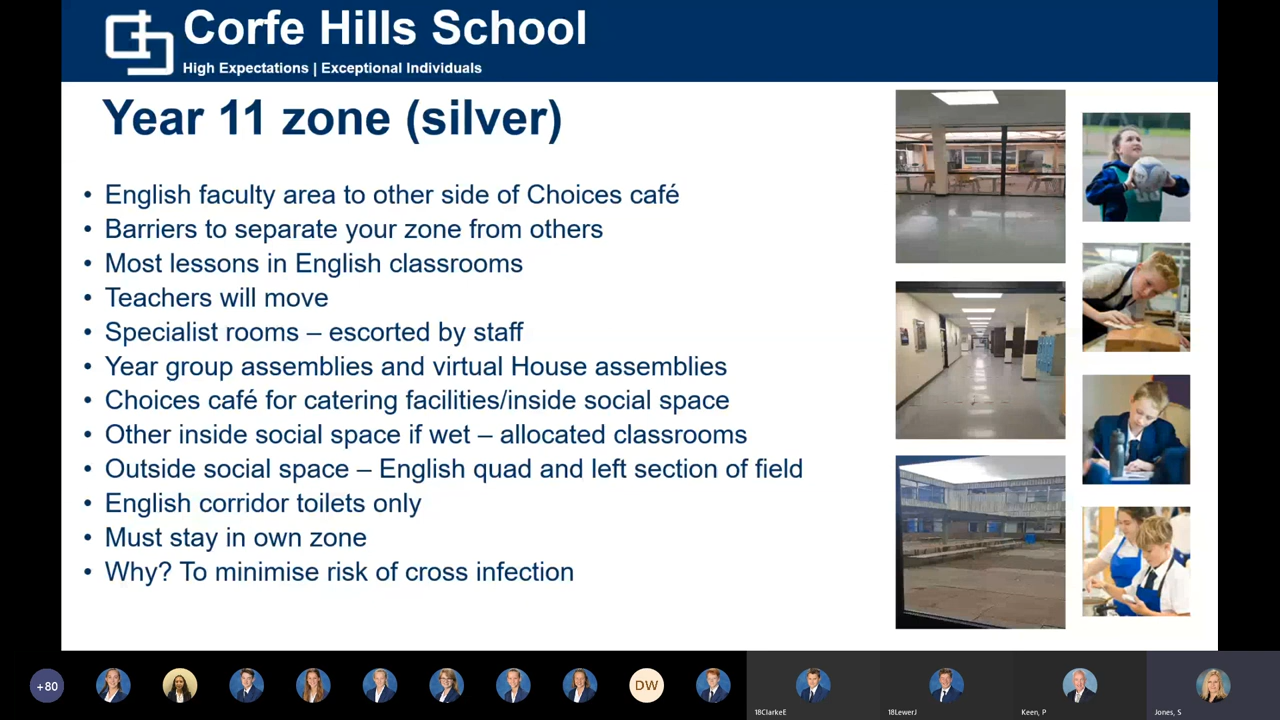 Corfe Hills School
High Expectations | Exceptional Individuals
Year 11 zone (silver)
• English faculty area to other side of Choices café
• Barriers to separate your zone from others
• Most lessons in English classrooms
• Teachers will move
• Specialist rooms – escorted by staff
• Year group assemblies and virtual House assemblies
• Choices café for catering facilities/inside social space
• Other inside social space if wet – allocated classrooms
• Outside social space – English quad and left section of field
• English corridor toilets only
• Must stay in own zone
• Why? To minimise risk of cross infection
+80
DW
18ClarkeE
18LewerJ
Keen, P
Jones, S